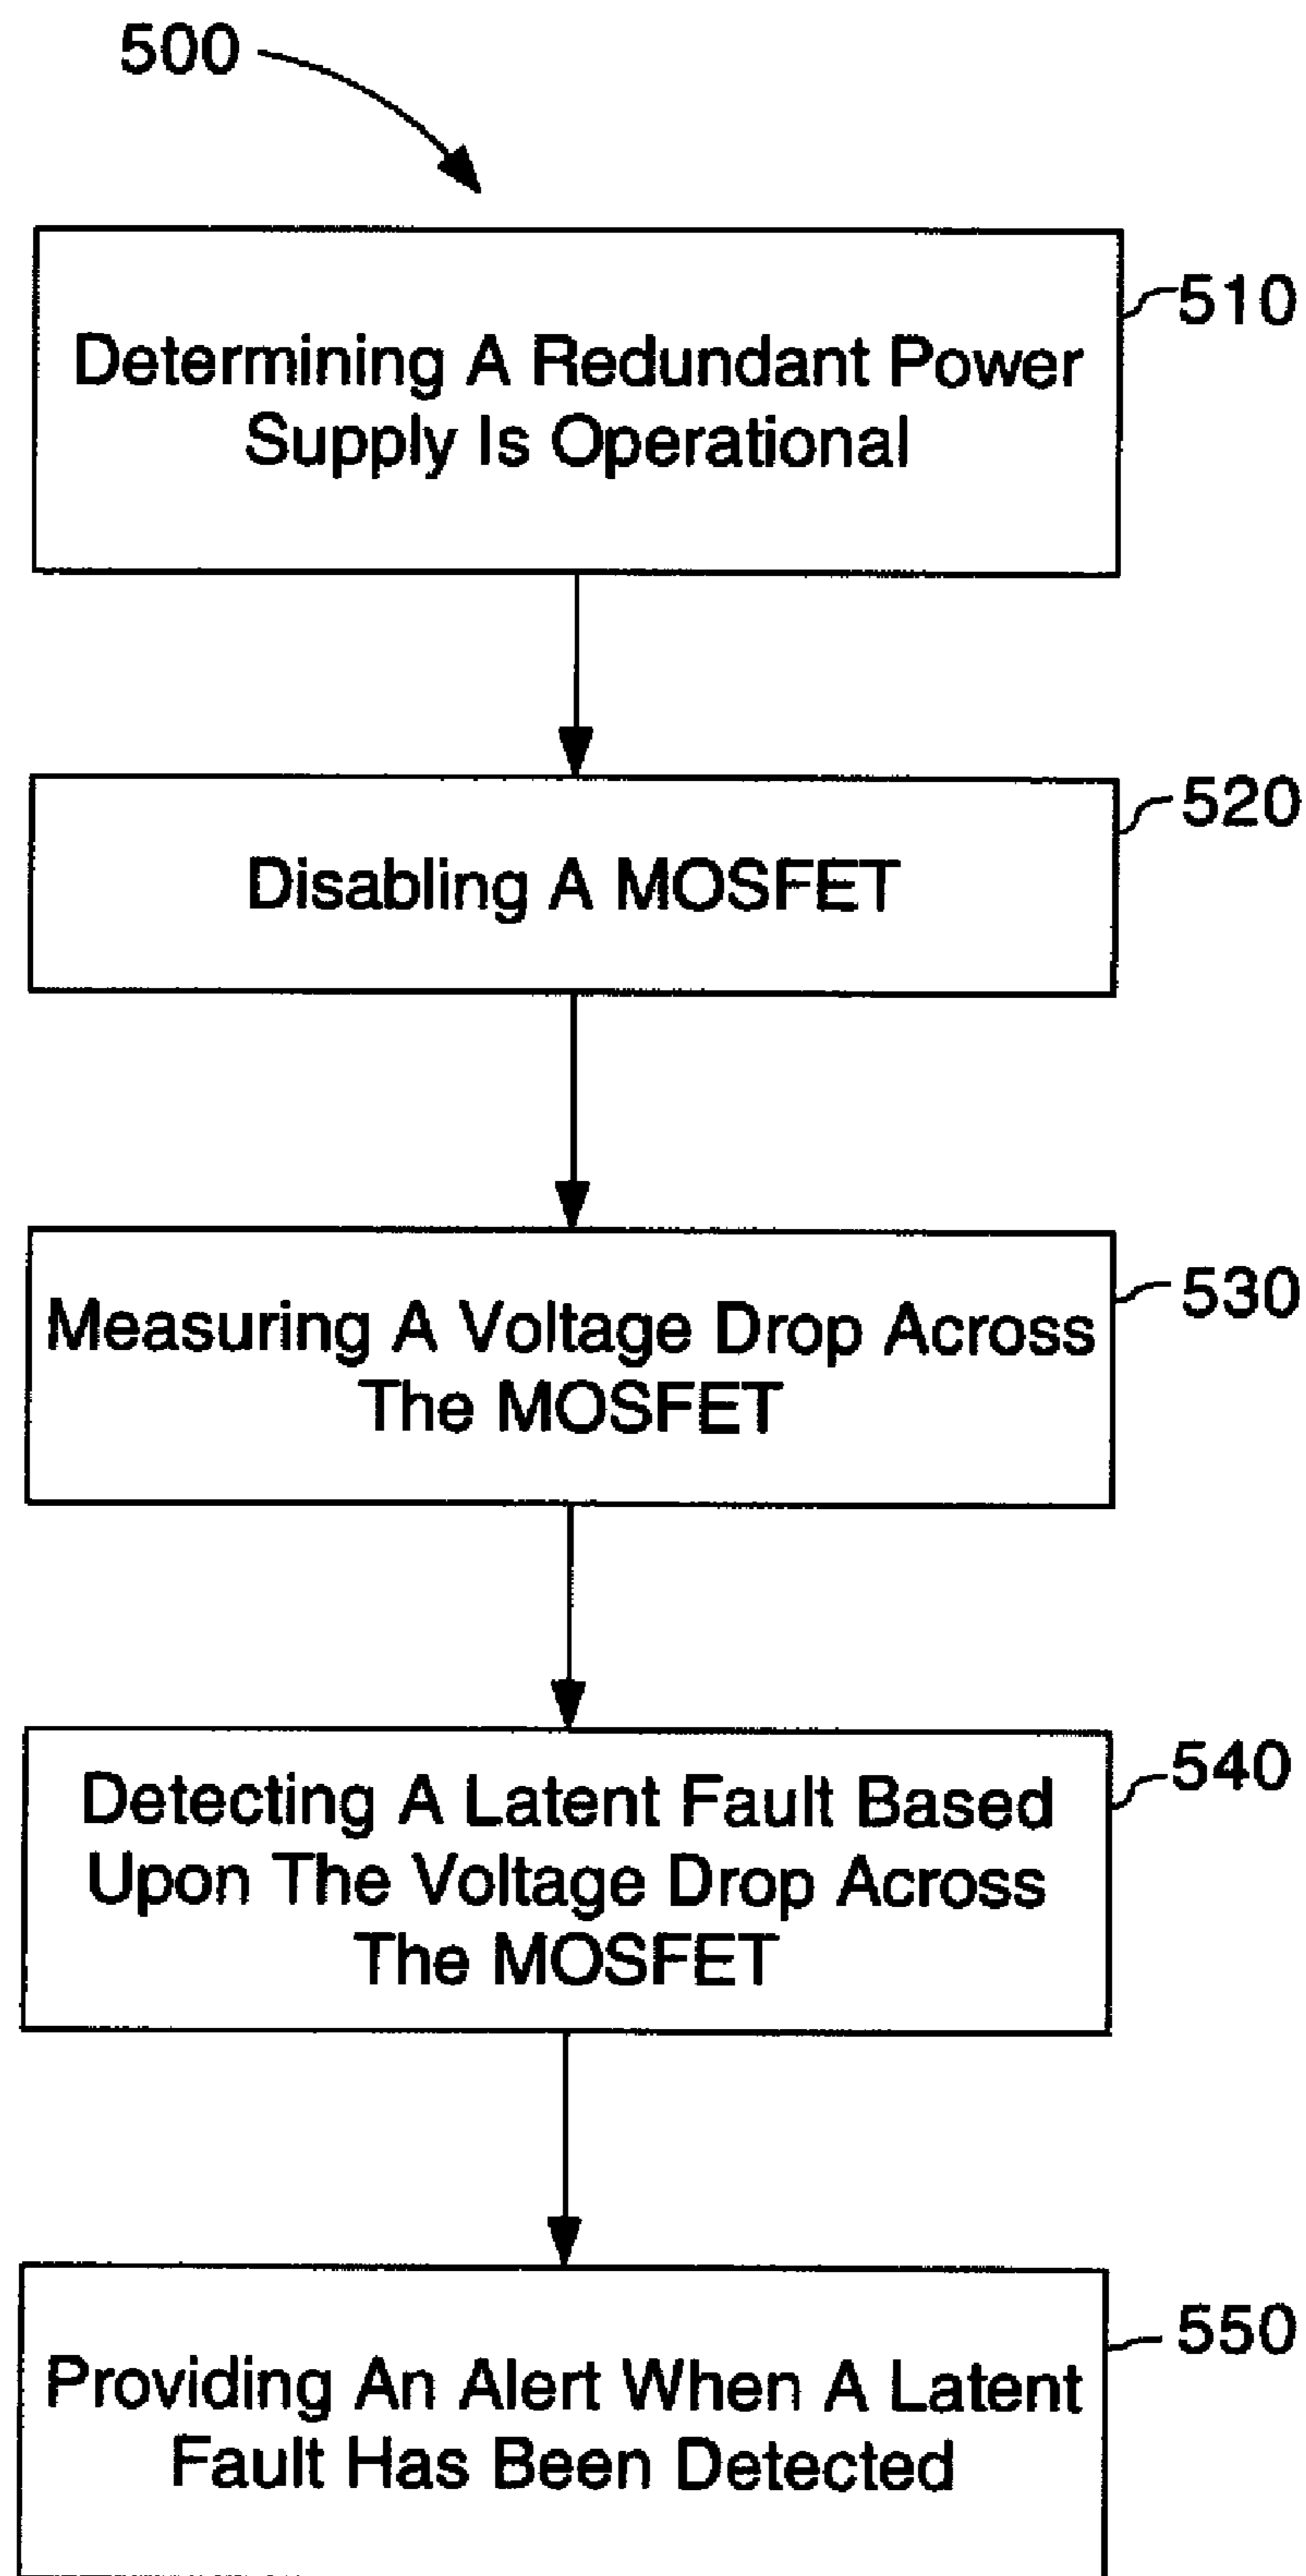 500
510
Determining A Redundant Power
Supply Is Operational
520
Disabling A MOSFET
530
Measuring A Voltage Drop Across
The MOSFET
540
Detecting A Latent Fault Based
Upon The Voltage Drop Across
The MOSFET
550
Providing An Alert When A Latent
Fault Has Been Detected